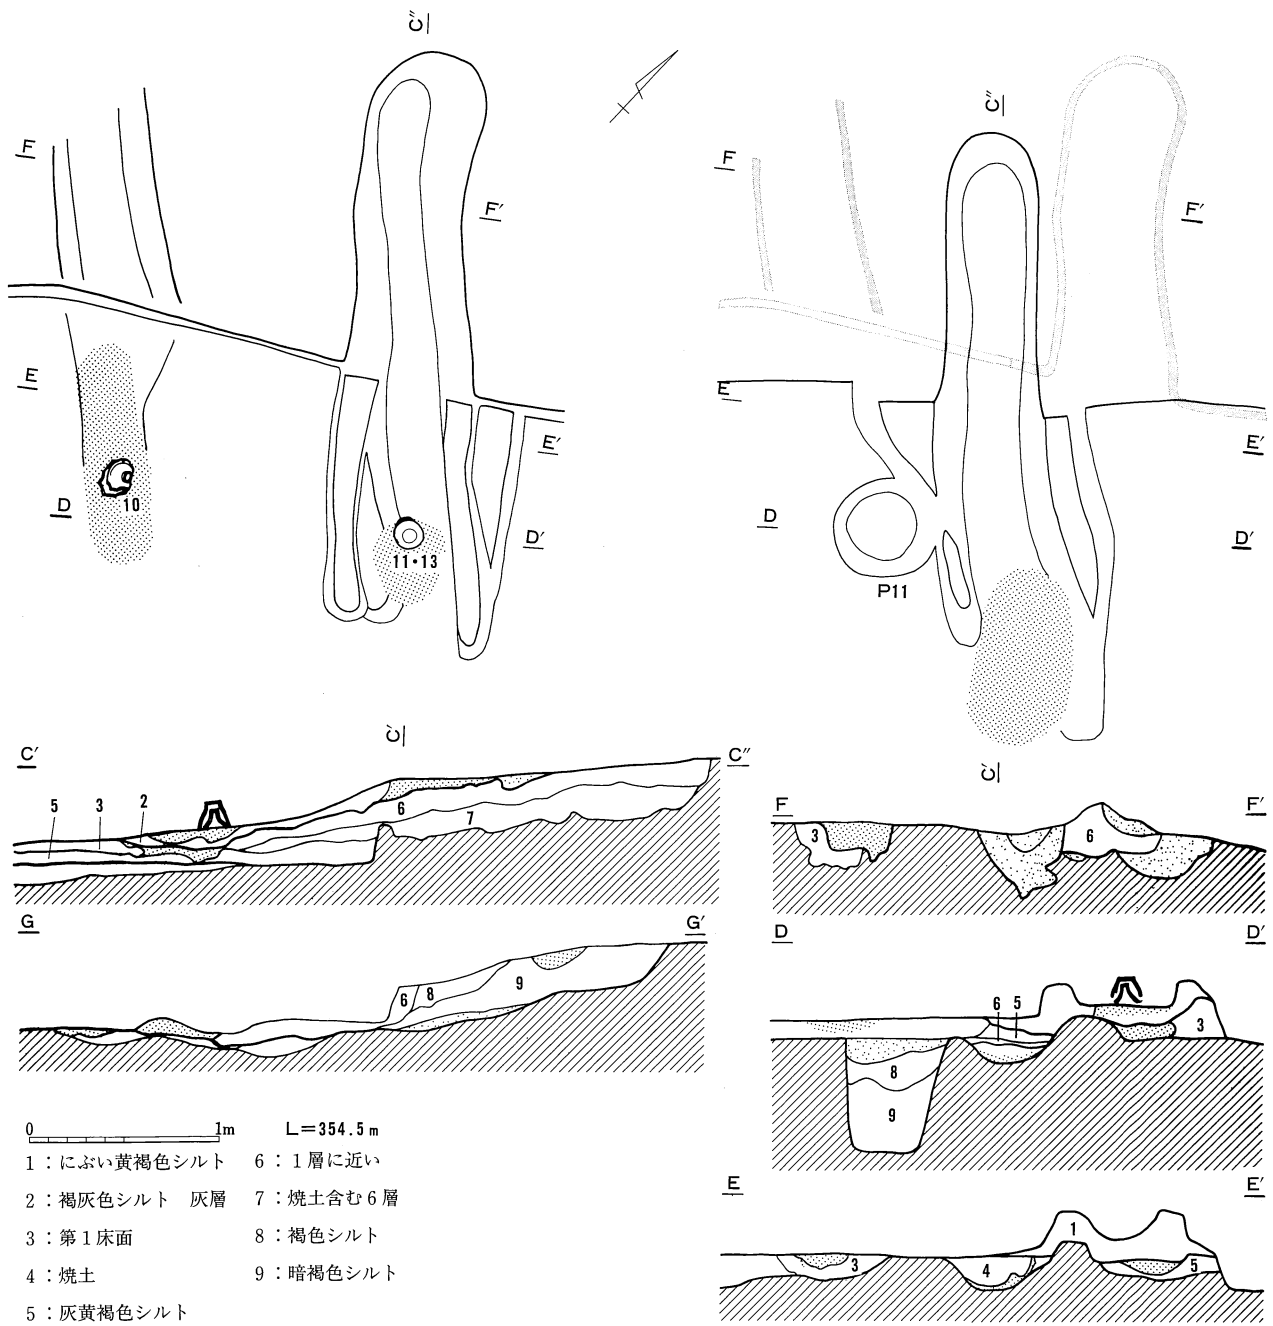 C″
F
F′
E
E′
D
10
11・13
D′
C′
C″
F
F′
E
E′
D
D′
P11
C′
C′
C″
5 3 2
6
7
G
G′
6 8 9
F
F′
3
6
D
D′
6 5
3
8
9
E
E′
1
3
4
5
0 1m L=354.5m
1：にぶい黄褐色シルト 6：1層に近い
2：褐灰色シルト 灰層 7：焼土含む6層
3：第1床面 8：褐色シルト
4：焼土 9：暗褐色シルト
5：灰黄褐色シルト